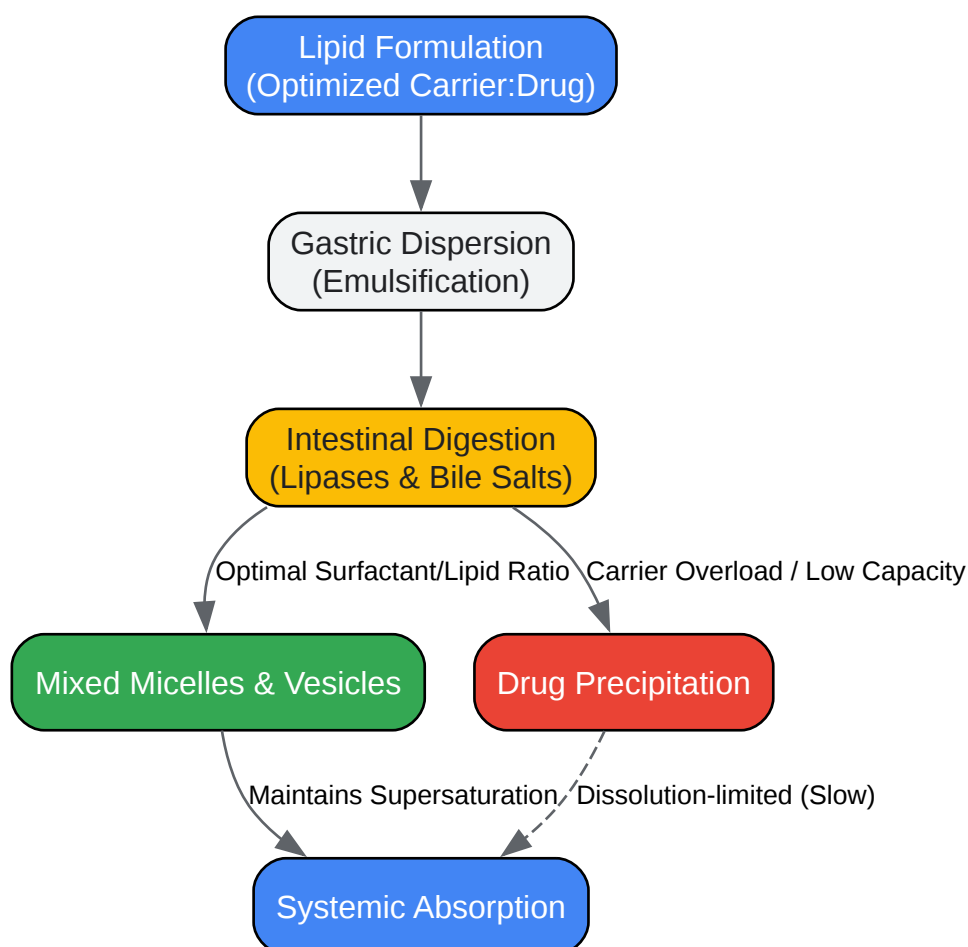 Lipid Formulation
(Optimized Carrier:Drug)
Gastric Dispersion
(Emulsification)
Intestinal Digestion
(Lipases & Bile Salts)
Optimal Surfactant/Lipid Ratio
Carrier Overload / Low Capacity
Mixed Micelles & Vesicles
Drug Precipitation
Maintains Supersaturation
Dissolution-limited (Slow)
Systemic Absorption